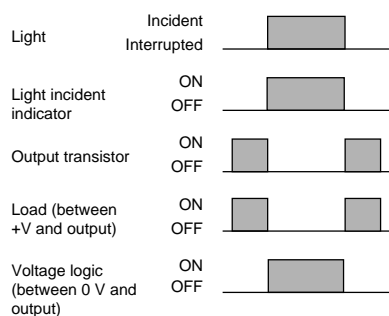 Light
Incident
Interrupted
Light incident
indicator
ON
OFF
Output transistor
ON
OFF
Load (between
+V and output)
ON
OFF
Voltage logic
(between 0 V and
output)
ON
OFF